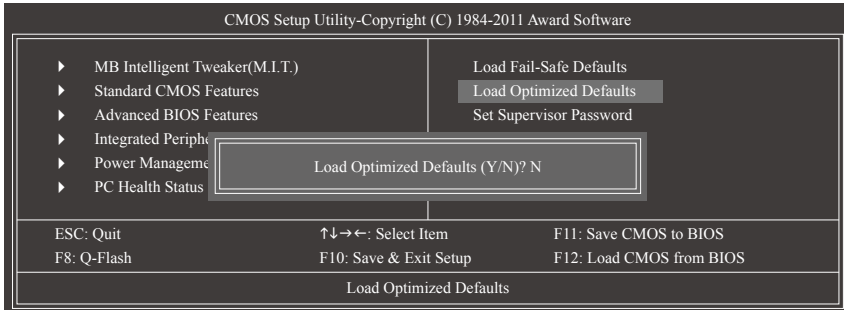 CMOS Setup Utility-Copyright (C) 1984-2011 Award Software
MB Intelligent Tweaker(M.I.T.)
Standard CMOS Features
Advanced BIOS Features
Integrated Periphe
Power Manageme
PC Health Status
Load Fail-Safe Defaults
Load Optimized Defaults
Set Supervisor Password
Load Optimized Defaults (Y/N)? N
ESC: Quit
↑↓→←: Select Item
F11: Save CMOS to BIOS
F8: Q-Flash
F10: Save & Exit Setup
F12: Load CMOS from BIOS
Load Optimized Defaults